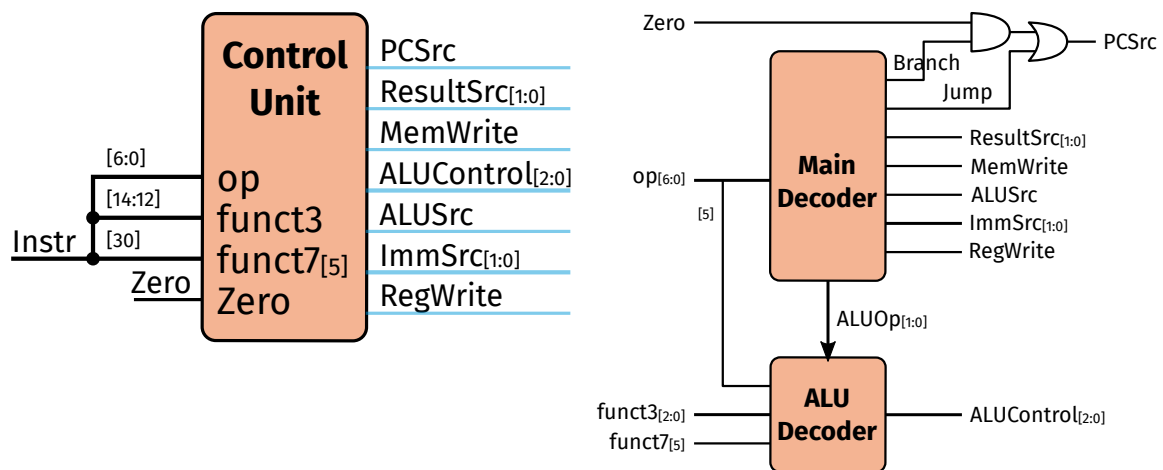 Control
Unit
PCSrc
ResultSrc[1:0]
MemWrite
ALUControl[2:0]
ALUSrc
ImmSrc[1:0]
RegWrite
[6:0]
op
[14:12]
funct3
Instr
[30]
funct7[5]
Zero
Zero
Zero
PCSrc
Branch
Jump
Main
Decoder
op[6:0]
[5]
ResultSrc[1:0]
MemWrite
ALUSrc
ImmSrc[1:0]
RegWrite
ALUOp[1:0]
ALU
Decoder
funct3[2:0]
funct7[5]
ALUControl[2:0]